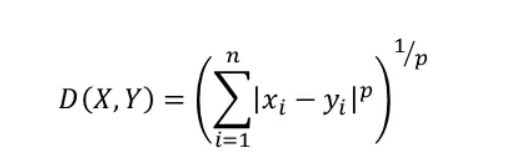 D(X, Y) = (∑_{i=1}^{n} |x_i − y_i|^p)^{1/p}